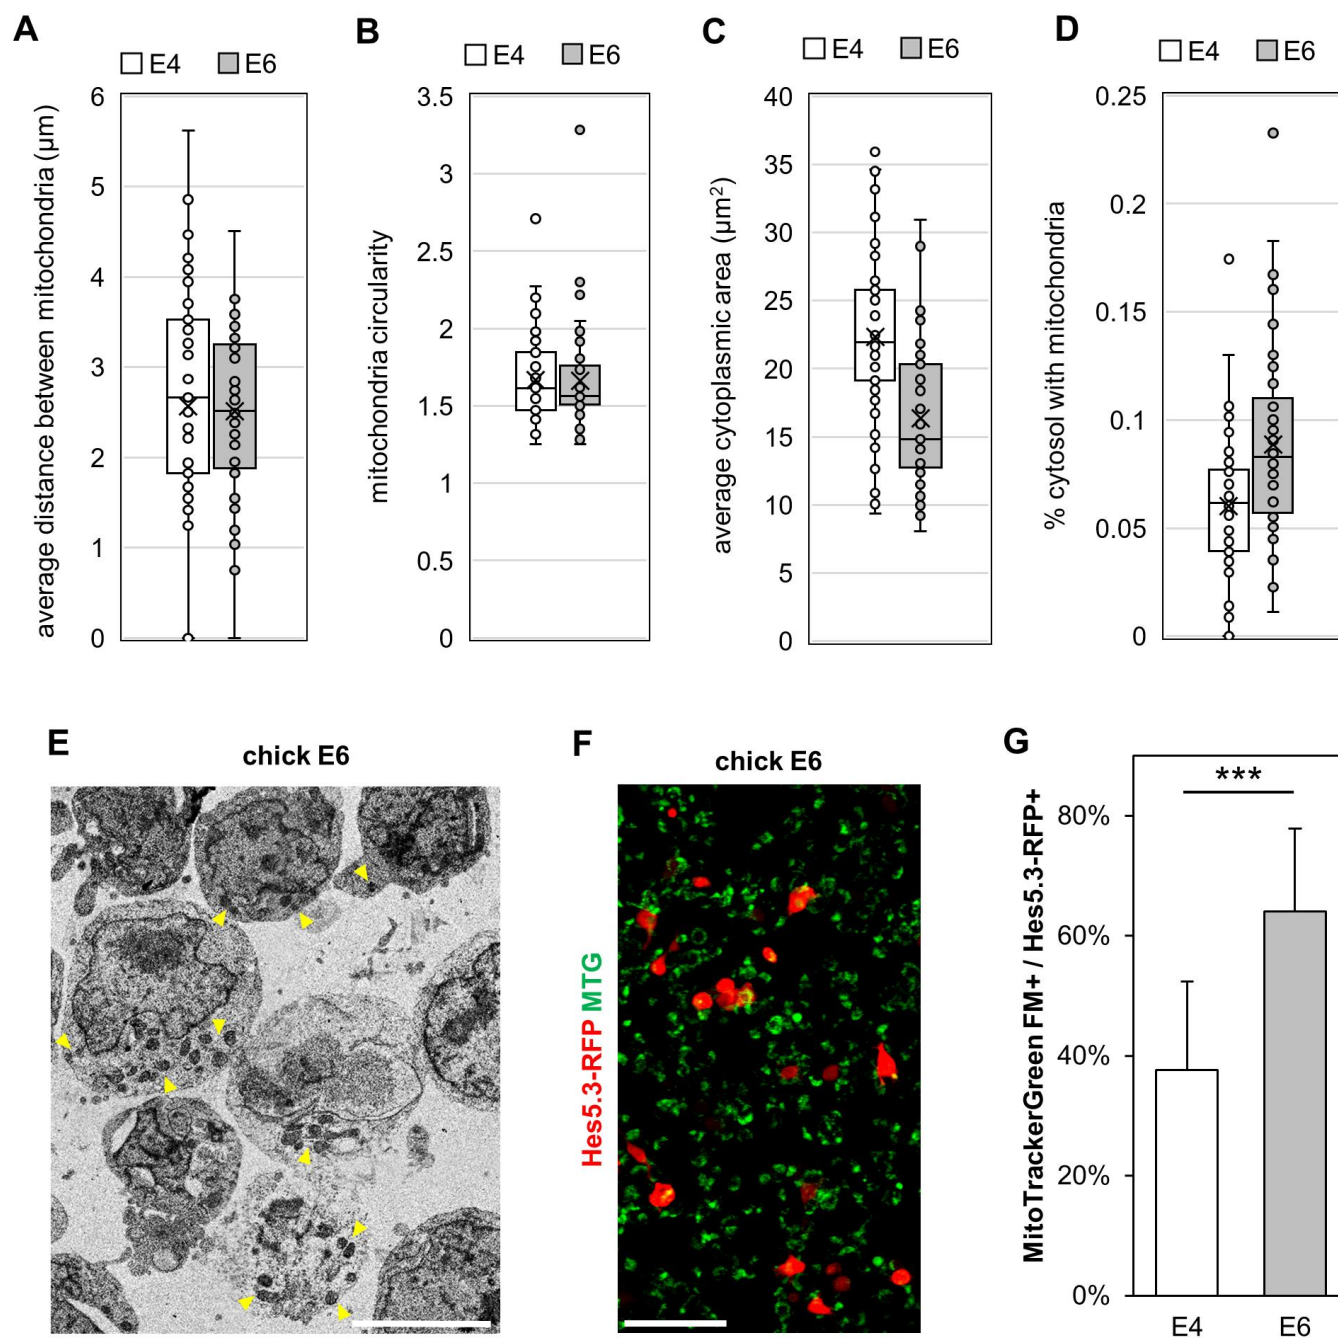 A
E4 E6
average distance between mitochondria (µm)
6
5
4
3
2
1
0
B
E4 E6
mitochondria circularity
3.5
3
2.5
2
1.5
1
0.5
0
C
E4 E6
average cytoplasmic area (µm²)
40
35
30
25
20
15
10
5
0
D
E4 E6
% cytosol with mitochondria
0.25
0.2
0.15
0.1
0.05
0
E
chick E6
F
chick E6
Hes5.3-RFP MTG
G
MitoTrackerGreen FM+ / Hes5.3-RFP+
***
80%
60%
40%
20%
0%
E4 E6